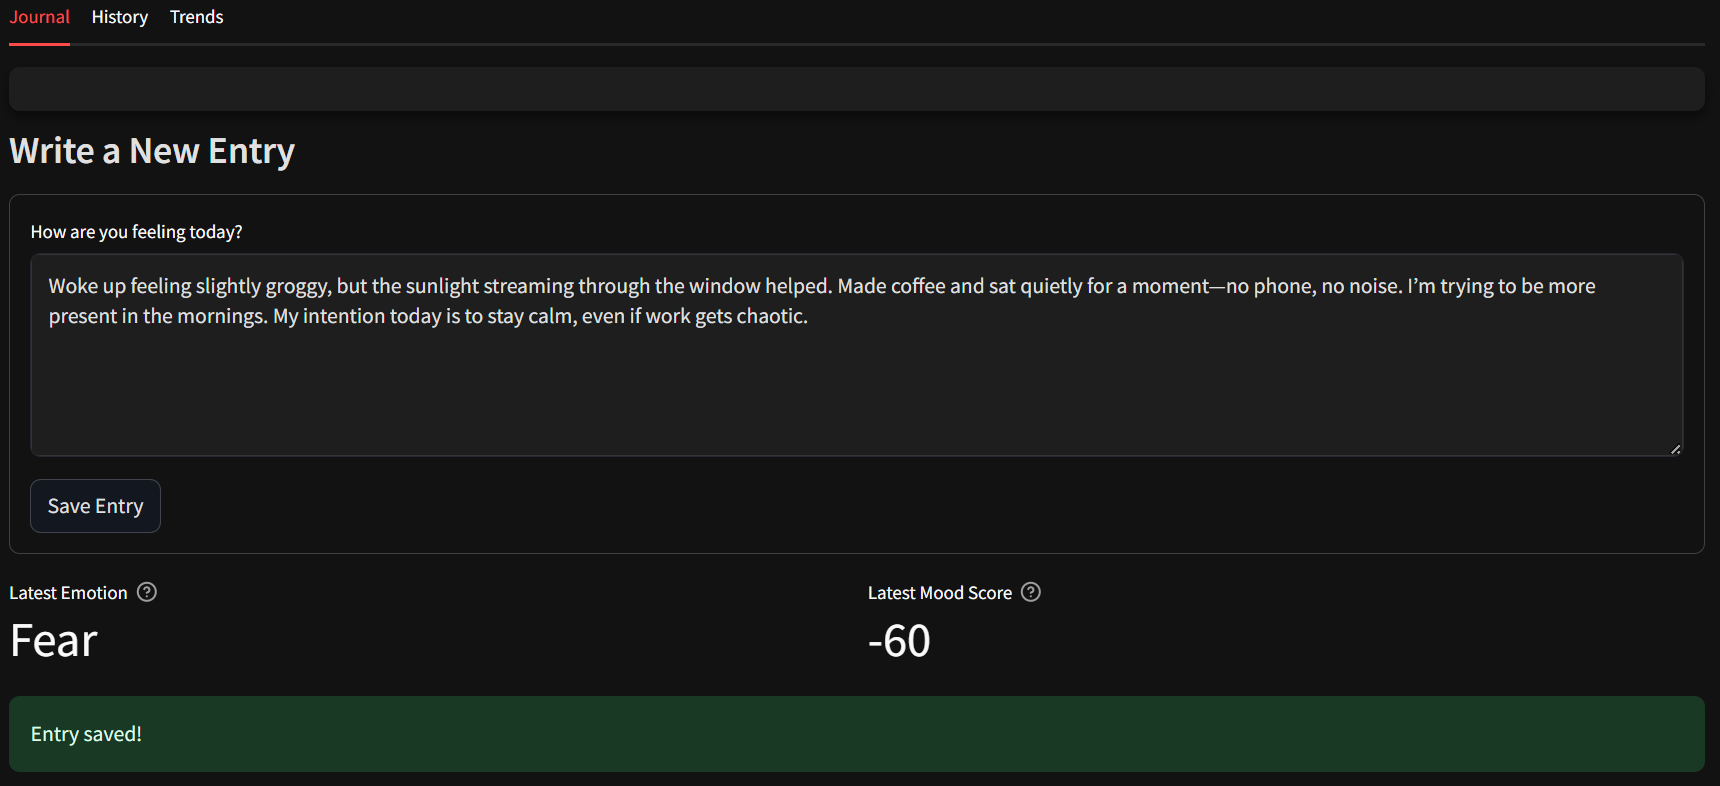 Journal History Trends
Write a New Entry
How are you feeling today?
Woke up feeling slightly groggy, but the sunlight streaming through the window helped. Made coffee and sat quietly for a moment—no phone, no noise. I’m trying to be more
present in the mornings. My intention today is to stay calm, even if work gets chaotic.
Save Entry
Latest Emotion ?
Latest Mood Score ?
Fear
-60
Entry saved!